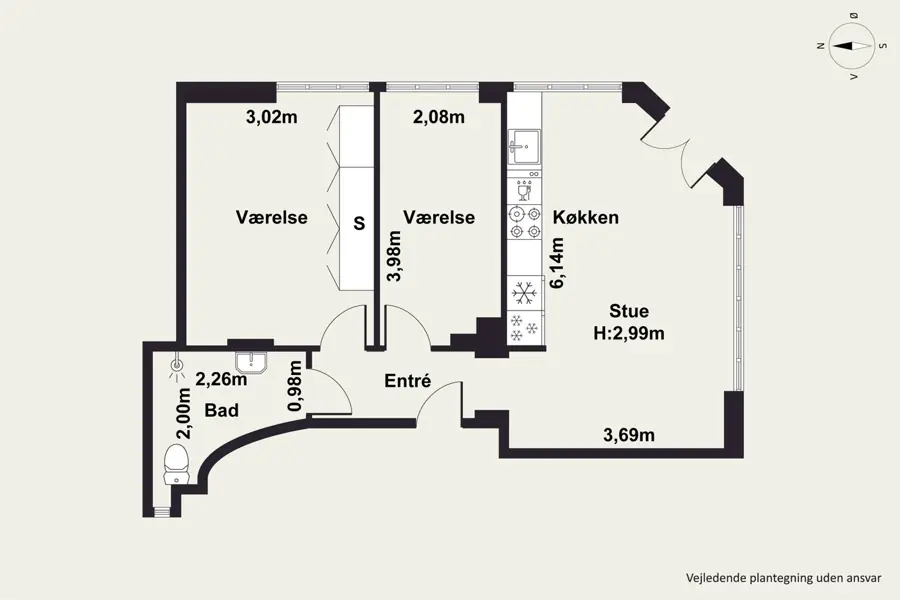 Ø
N
S
V
3,02m
2,08m
Værelse
S
Værelse
Køkken
3,98m
6,14m
Stue
H:2,99m
2,26m
0,98m
Entré
2,00m
Bad
3,69m
Vejledende plantegning uden ansvar